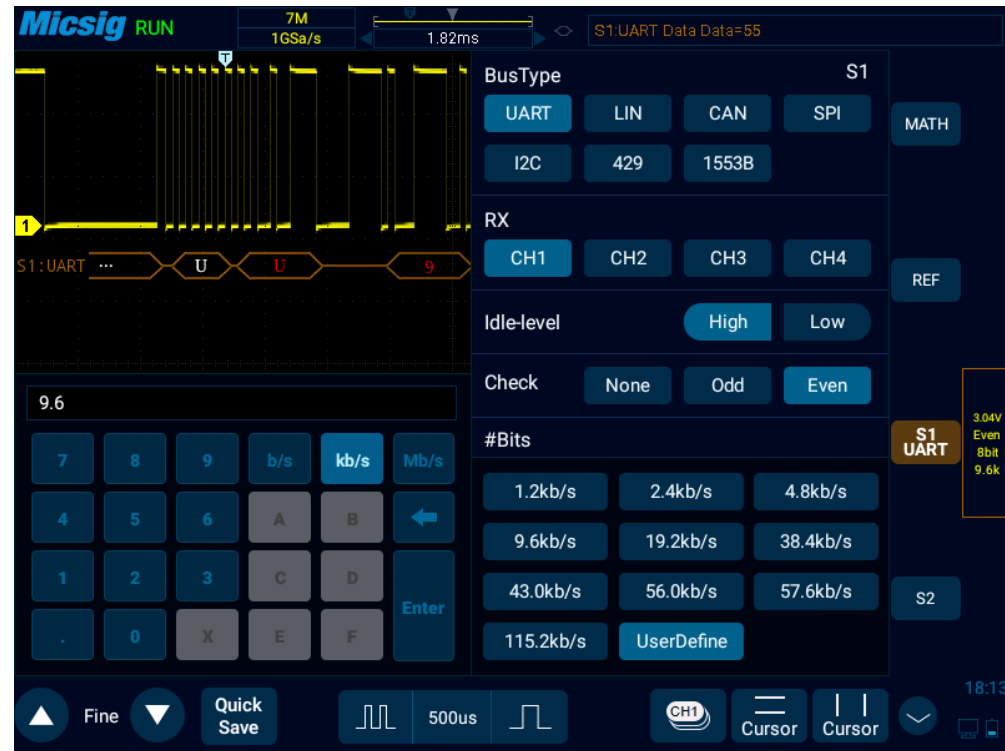 Micsig RUN
7M
1GSa/s
1.82ms
S1:UART Data Data=55
T
1
S1:UART ... U U 9
BusType S1
UART LIN CAN SPI
I2C 429 1553B
RX
CH1 CH2 CH3 CH4
Idle-level High Low
Check None Odd Even
#Bits
1.2kb/s 2.4kb/s 4.8kb/s
9.6kb/s 19.2kb/s 38.4kb/s
43.0kb/s 56.0kb/s 57.6kb/s
115.2kb/s UserDefine
9.6
7 8 9 b/s kb/s Mb/s
4 5 6 A B
1 2 3 C D Enter
. 0 X E F
MATH
REF
S1
UART
3.04V
Even
8bit
9.6k
S2
Fine
Quick
Save
500us
CH1
Cursor
Cursor
18:13